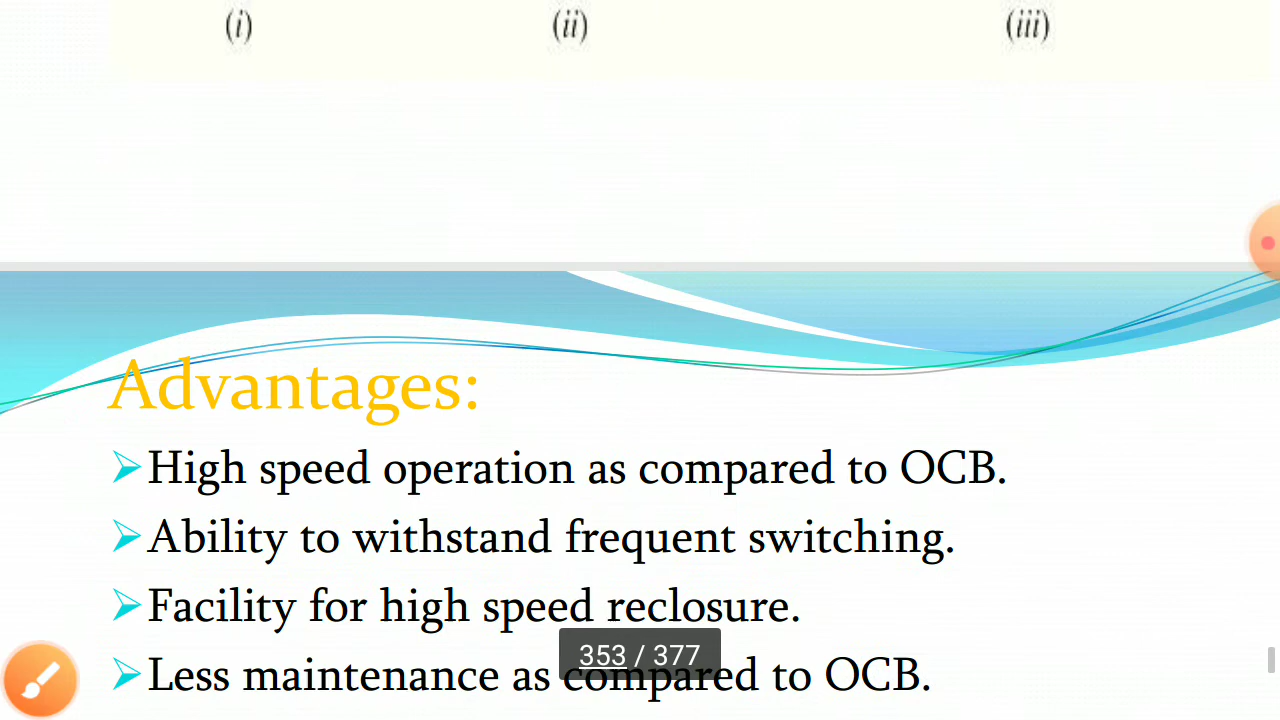 (i) (ii) (iii)
Advantages:
➢High speed operation as compared to OCB.
➢Ability to withstand frequent switching.
➢Facility for high speed reclosure.
353 / 377
➢Less maintenance as compared to OCB.